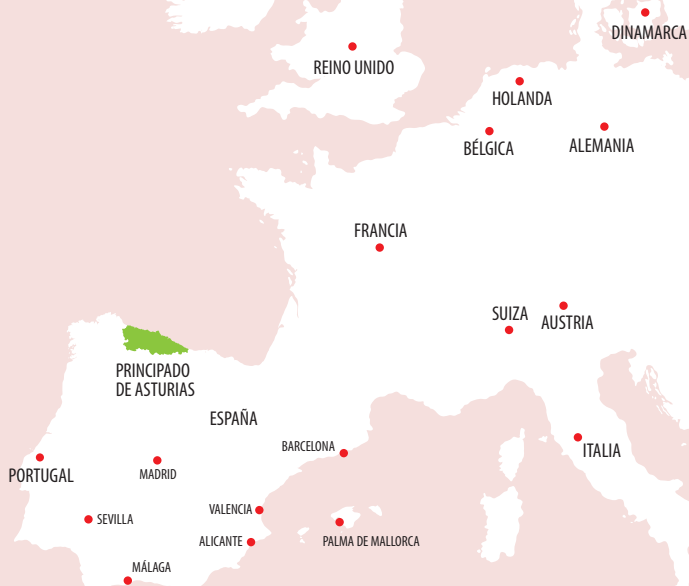 DINAMARCA
REINO UNIDO
HOLANDA
BÉLGICA
ALEMANIA
FRANCIA
SUIZA
AUSTRIA
PRINCIPADO
DE ASTURIAS
ESPAÑA
BARCELONA
ITALIA
PORTUGAL
MADRID
VALENCIA
SEVILLA
ALICANTE
PALMA DE MALLORCA
MÁLAGA